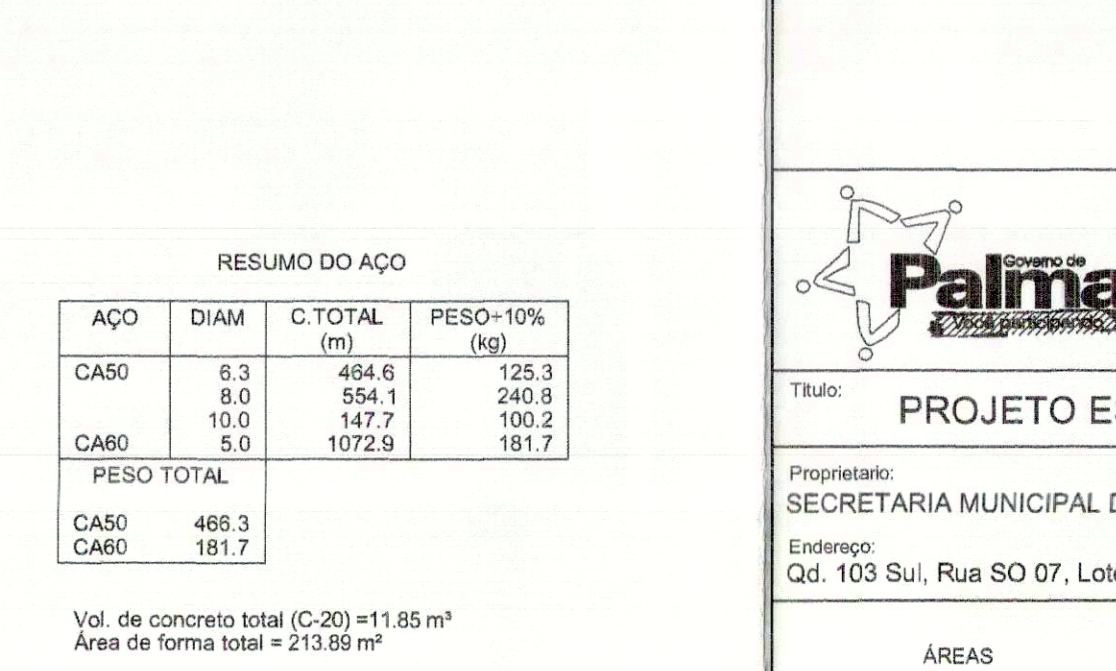 RESUMO DO AÇO
AÇO DIAM C.TOTAL PESO+10%
(m) (kg)
CA50 6.3 464.6 125.3
8.0 554.1 240.8
10.0 147.7 100.2
CA60 5.0 1072.9 181.7
PESO TOTAL
CA50 466.3
CA60 181.7
Vol. de concreto total (C-20) =11.85 m³
Área de forma total = 213.89 m²
Governo de
Palma
Você participando
Titulo:
PROJETO E
Proprietario:
SECRETARIA MUNICIPAL
Endereço:
Qd. 103 Sul, Rua SO 07, Lote
ÁREAS